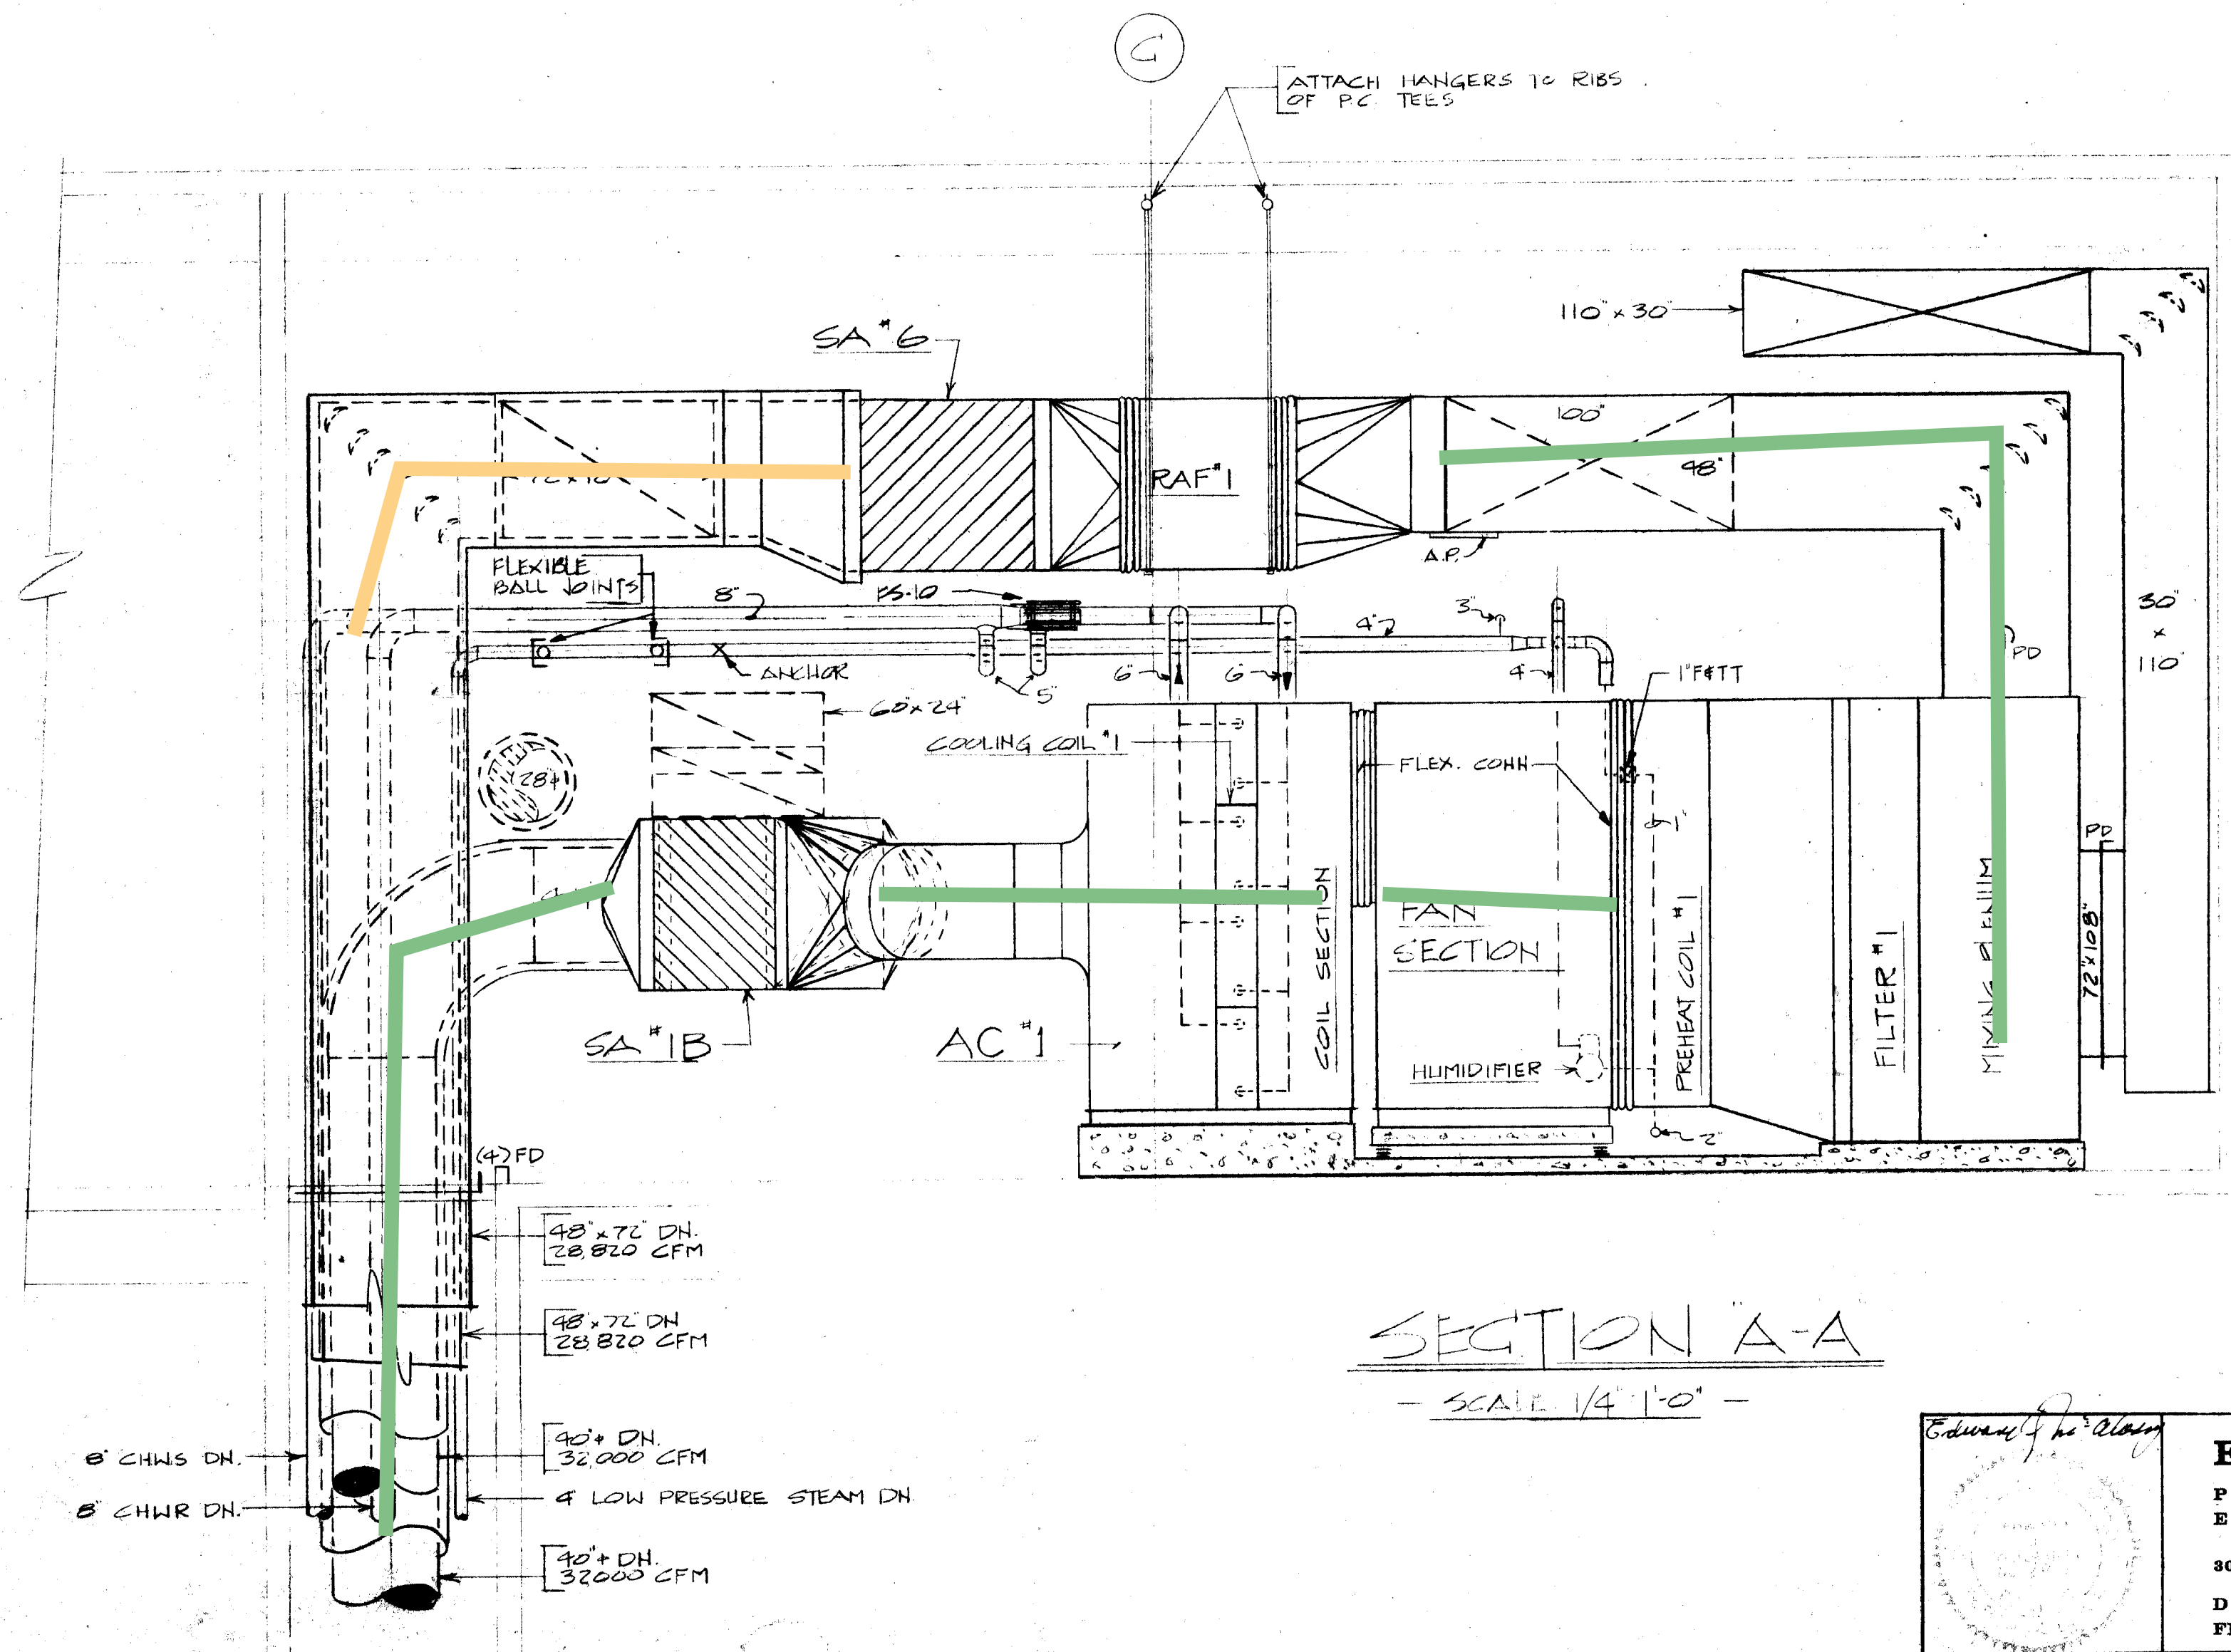 G
ATTACH HANGERS TO RIBS
OF P.C. TEES
110" x 30"
SA #6
100"
48"
RAF #1
A.P.
FLEXIBLE
BALL JOINTS
8"
FS-10
3"
4"
30"
x
110"
PD
ANCHOR
5"
6"
6"
4"
1" F&TT
60" x 24"
COOLING COIL #1
FLEX. CONN
28"ϕ
1"
PD
FAN
SECTION
COIL SECTION
PREHEAT COIL #1
FILTER #1
MIXING PLENUM
72" x 108"
SA #1B
AC #1
HUMIDIFIER
2"
(4) FD
48" x 72" DN.
28,820 CFM
48" x 72" DN
28,820 CFM
SECTION "A-A"
- SCALE 1/4" 1'-0" -
40"ϕ DN.
32,000 CFM
8" CHWS DN.
8" CHWR DN.
4" LOW PRESSURE STEAM DN
40"ϕ DN.
32000 CFM
E
P
E
30
D